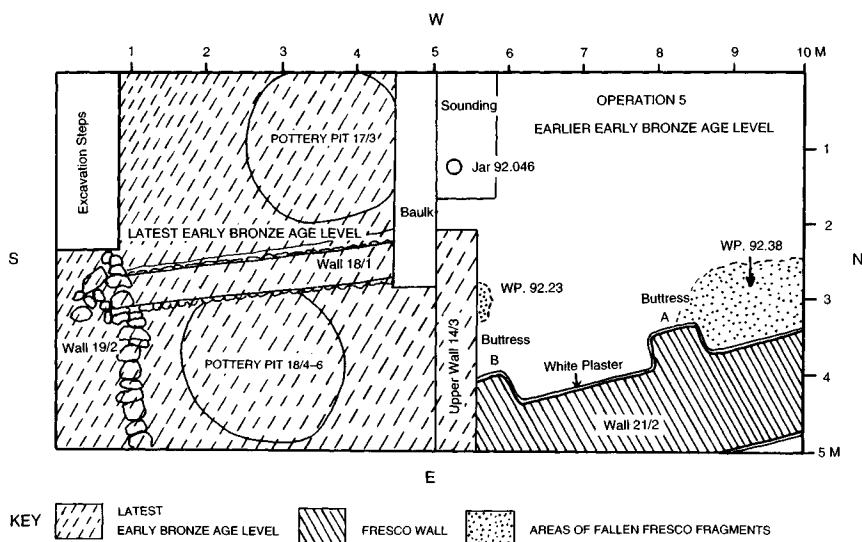 W
1 2 3 4 5 6 7 8 9 10 M
Excavation Steps
POTTERY PIT 17/3
Sounding
Jar 92.046
OPERATION 5
EARLIER EARLY BRONZE AGE LEVEL
1
Baulk
2
LATEST EARLY BRONZE AGE LEVEL
WP. 92.38
S
N
Wall 18/1
WP. 92.23
Buttress
A
3
Wall 19/2
POTTERY PIT 18/4–6
Upper Wall 14/3
Buttress
B
White Plaster
4
Wall 21/2
5 M
E
KEY
LATEST
EARLY BRONZE AGE LEVEL
FRESCO WALL
AREAS OF FALLEN FRESCO FRAGMENTS